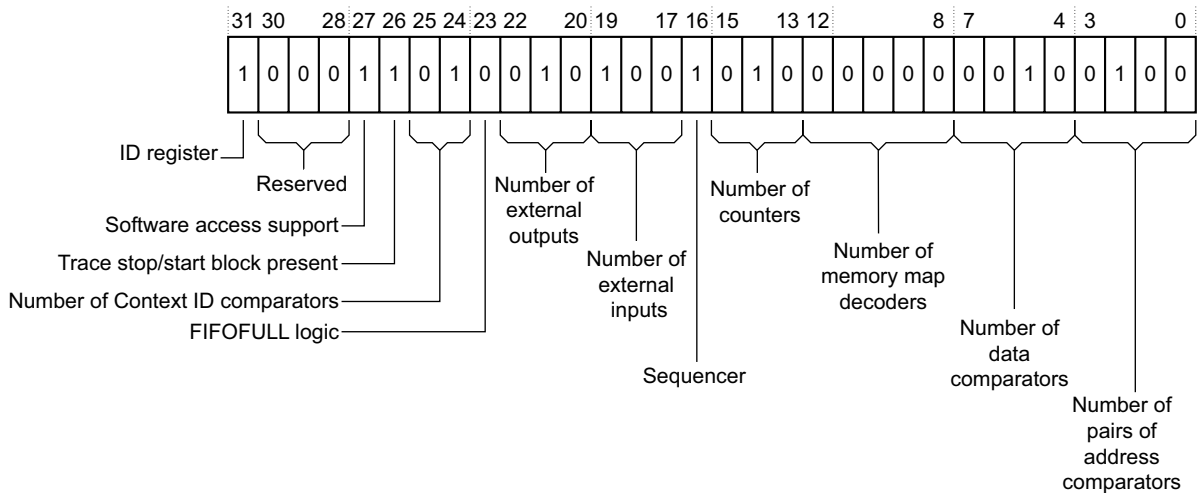 31 30 28 27 26 25 24 23 22 20 19 17 16 15 13 12 8 7 4 3 0
1 0 0 0 1 1 0 1 0 0 1 0 1 0 0 1 0 1 0 0 0 0 0 0 0 0 1 0 0 1 0 0
ID register
Reserved
Software access support
Trace stop/start block present
Number of Context ID comparators
FIFOFULL logic
Number of
external
outputs
Number of
external
inputs
Sequencer
Number of
counters
Number of
memory map
decoders
Number of
data
comparators
Number of
pairs of
address
comparators